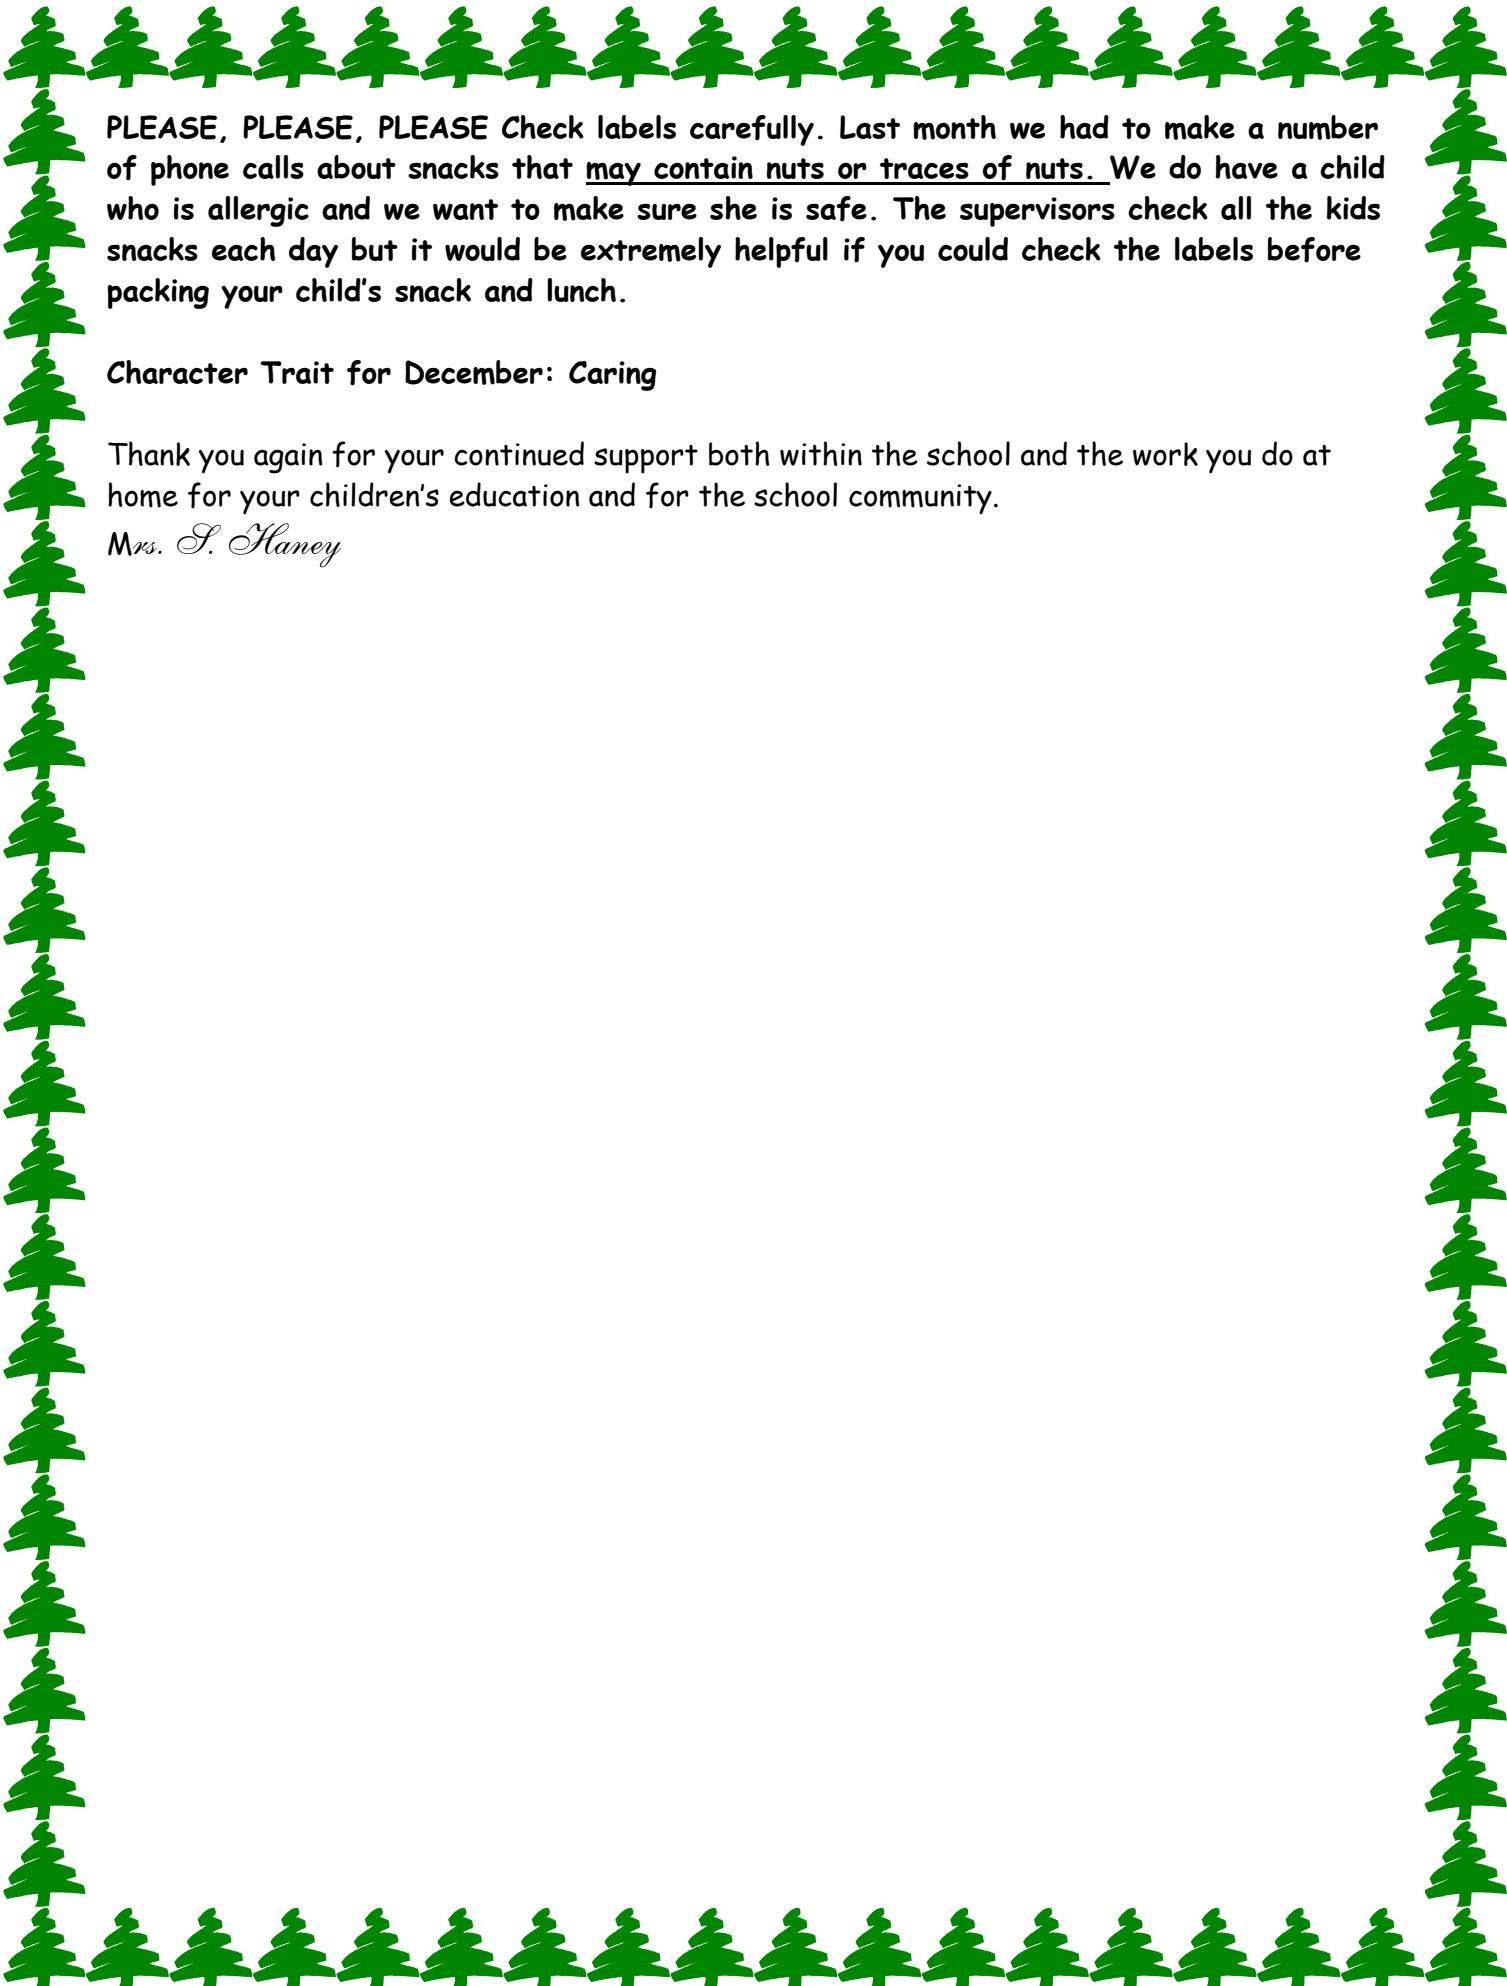 PLEASE, PLEASE, PLEASE Check labels carefully. Last month we had to make a number
of phone calls about snacks that may contain nuts or traces of nuts. We do have a child
who is allergic and we want to make sure she is safe. The supervisors check all the kids
snacks each day but it would be extremely helpful if you could check the labels before
packing your child's snack and lunch.
Character Trait for December: Caring
Thank you again for your continued support both within the school and the work you do at
home for your children's education and for the school community.
Mrs. S. Haney